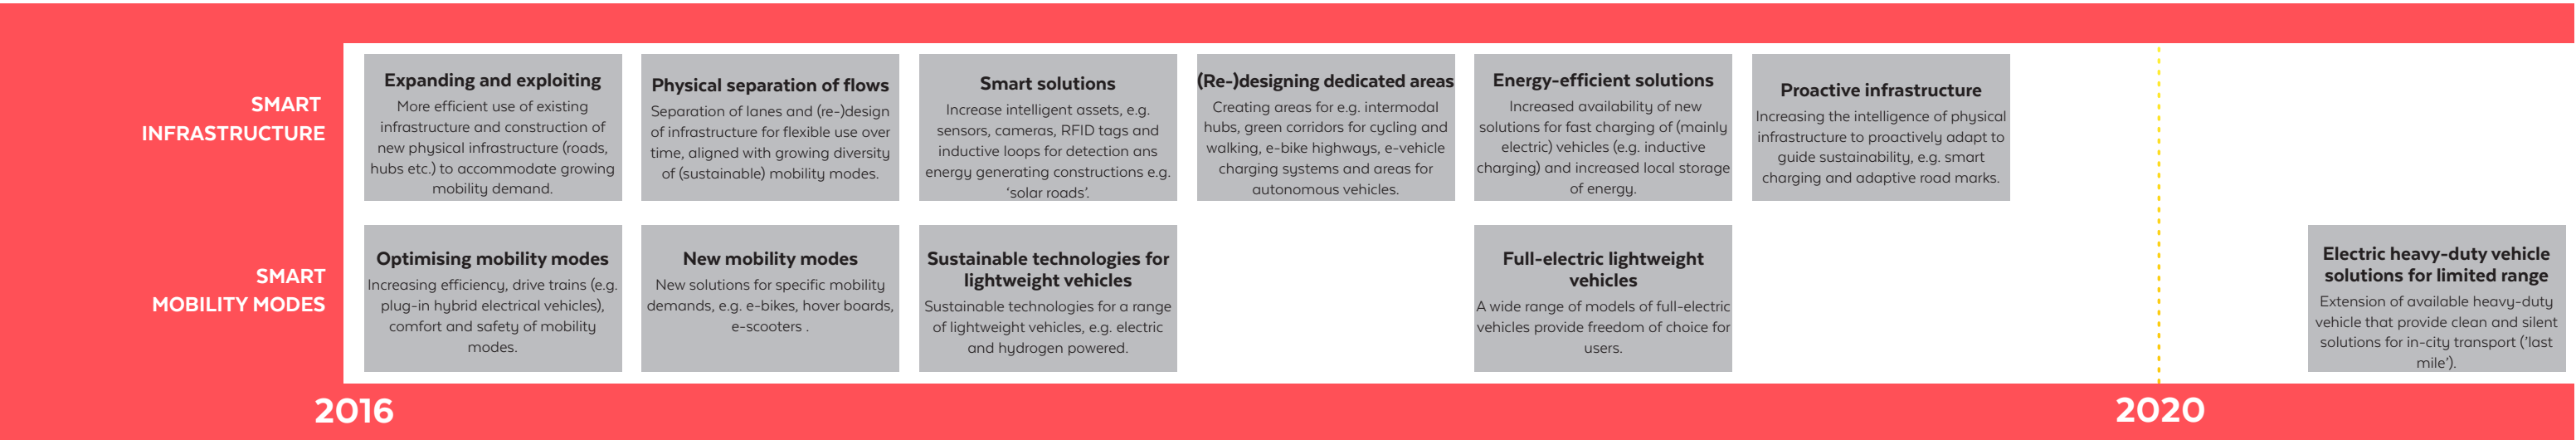 SMART
INFRASTRUCTURE
Expanding and exploiting
More efficient use of existing
infrastructure and construction of
new physical infrastructure (roads,
hubs etc.) to accommodate growing
mobility demand.
Physical separation of flows
Separation of lanes and (re-)design
of infrastructure for flexible use over
time, aligned with growing diversity
of (sustainable) mobility modes.
Smart solutions
Increase intelligent assets, e.g.
sensors, cameras, RFID tags and
inductive loops for detection ans
energy generating constructions e.g.
‘solar roads’.
(Re-)designing dedicated areas
Creating areas for e.g. intermodal
hubs, green corridors for cycling and
walking, e-bike highways, e-vehicle
charging systems and areas for
autonomous vehicles.
Energy-efficient solutions
Increased availability of new
solutions for fast charging of (mainly
electric) vehicles (e.g. inductive
charging) and increased local storage
of energy.
Proactive infrastructure
Increasing the intelligence of physical
infrastructure to proactively adapt to
guide sustainability, e.g. smart
charging and adaptive road marks.
SMART
MOBILITY MODES
Optimising mobility modes
Increasing efficiency, drive trains (e.g.
plug-in hybrid electrical vehicles),
comfort and safety of mobility
modes.
New mobility modes
New solutions for specific mobility
demands, e.g. e-bikes, hover boards,
e-scooters .
Sustainable technologies for
lightweight vehicles
Sustainable technologies for a range
of lightweight vehicles, e.g. electric
and hydrogen powered.
Full-electric lightweight
vehicles
A wide range of models of full-electric
vehicles provide freedom of choice for
users.
Electric heavy-duty vehicle
solutions for limited range
Extension of available heavy-duty
vehicle that provide clean and silent
solutions for in-city transport (‘last
mile’).
2016
2020